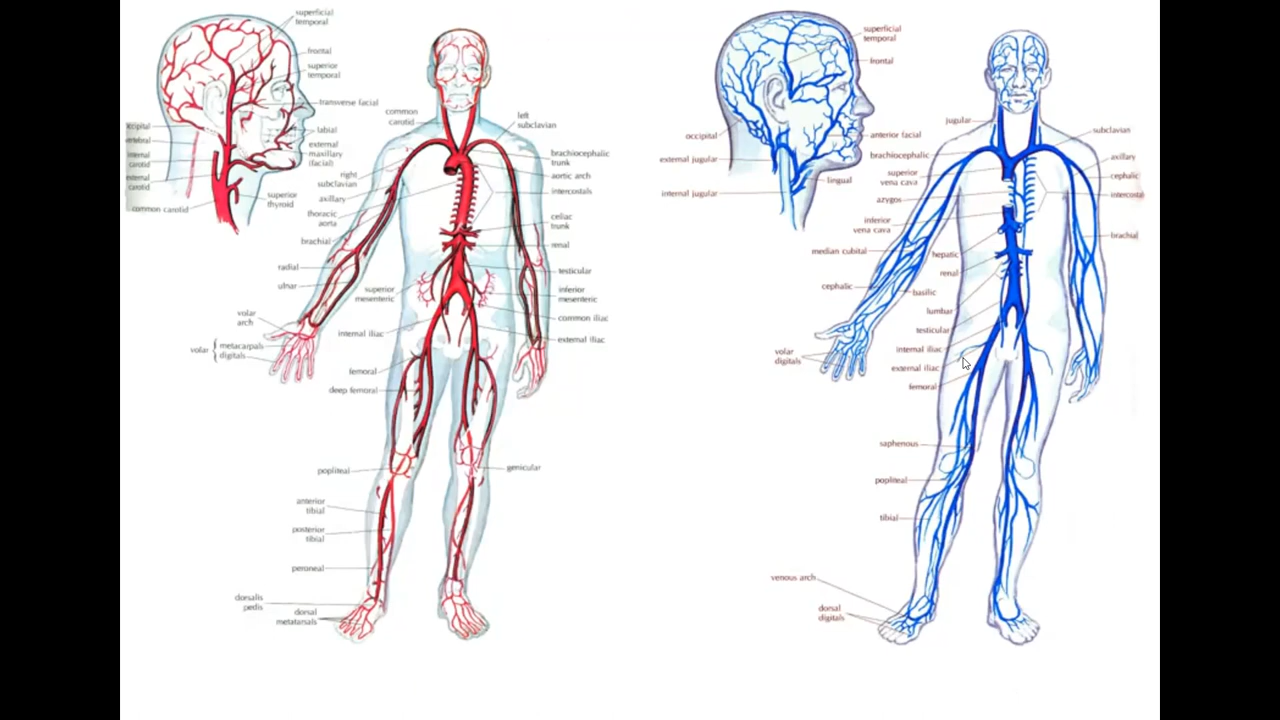 superficial
temporal
frontal
superior
temporal
transverse facial
labial
external
maxillary
(facial)
superior
thyroid
internal
carotid
carotid
common carotid
common
carotid
left
subclavian
brachiocephalic
trunk
aortic arch
intercostals
celiac
trunk
renal
testicular
inferior
mesenteric
common iliac
external iliac
right
subclavian
axillary
thoracic
aorta
brachial
radial
ulnar
superior
mesenteric
volar
arch
internal iliac
volar { metacarpals
digitals
femoral
deep femoral
popliteal
genicular
anterior
tibial
posterior
tibial
peroneal
dorsalis
pedis
dorsal
metatarsals
superficial
temporal
frontal
occipital
anterior facial
external jugular
lingual
internal jugular
jugular
subclavian
brachiocephalic
axillary
superior
vena cava
cephalic
azygos
inferior
vena cava
brachial
median cubital
hepatic
renal
cephalic
basilic
lumbar
testicular
volar
digitals
internal iliac
external iliac
femoral
saphenous
popliteal
tibial
venous arch
dorsal
digitals